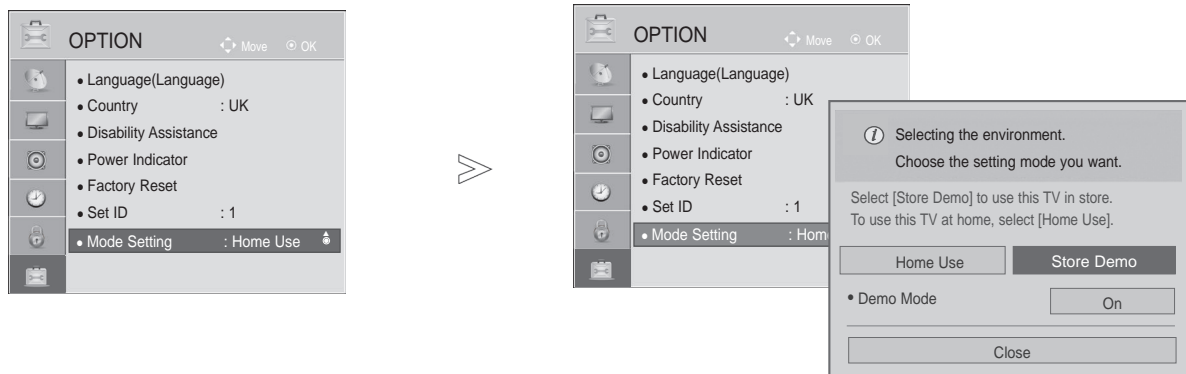 OPTION
Move OK
• Language(Language)
• Country : UK
• Disability Assistance
• Power Indicator
• Factory Reset
• Set ID : 1
• Mode Setting : Home Use
OPTION
Move OK
• Language(Language)
• Country : UK
• Disability Assistance
• Power Indicator
• Factory Reset
• Set ID : 1
• Mode Setting : Hom
i Selecting the environment.
Choose the setting mode you want.
Select [Store Demo] to use this TV in store.
To use this TV at home, select [Home Use].
Home Use Store Demo
• Demo Mode On
Close